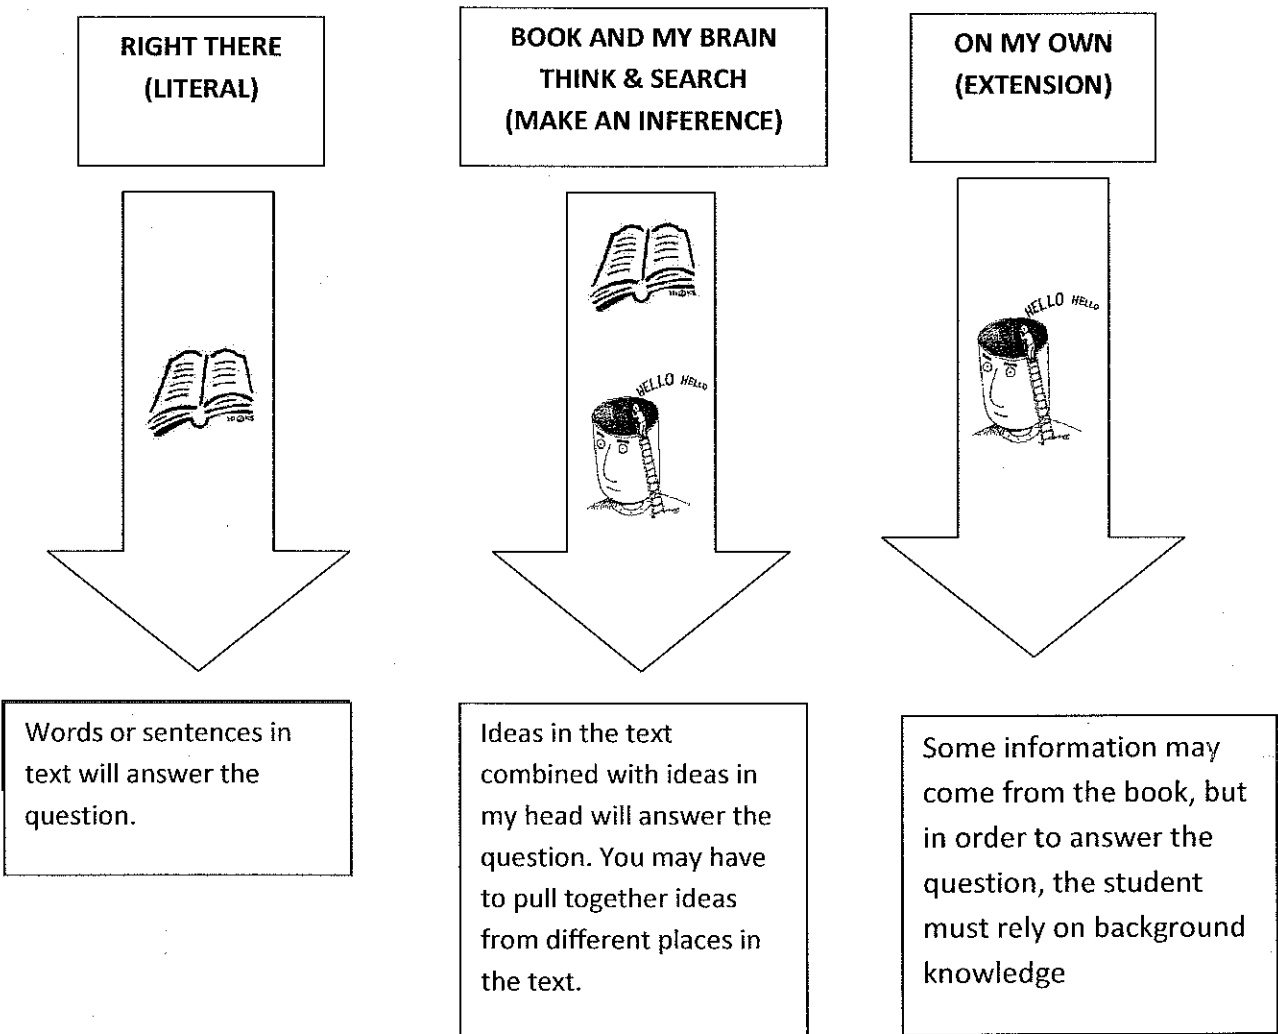 RIGHT THERE
(LITERAL)
BOOK AND MY BRAIN
THINK & SEARCH
(MAKE AN INFERENCE)
ON MY OWN
(EXTENSION)
HELLO HELLO
HELLO HELLO
Words or sentences in
text will answer the
question.
Ideas in the text
combined with ideas in
my head will answer the
question. You may have
to pull together ideas
from different places in
the text.
Some information may
come from the book, but
in order to answer the
question, the student
must rely on background
knowledge